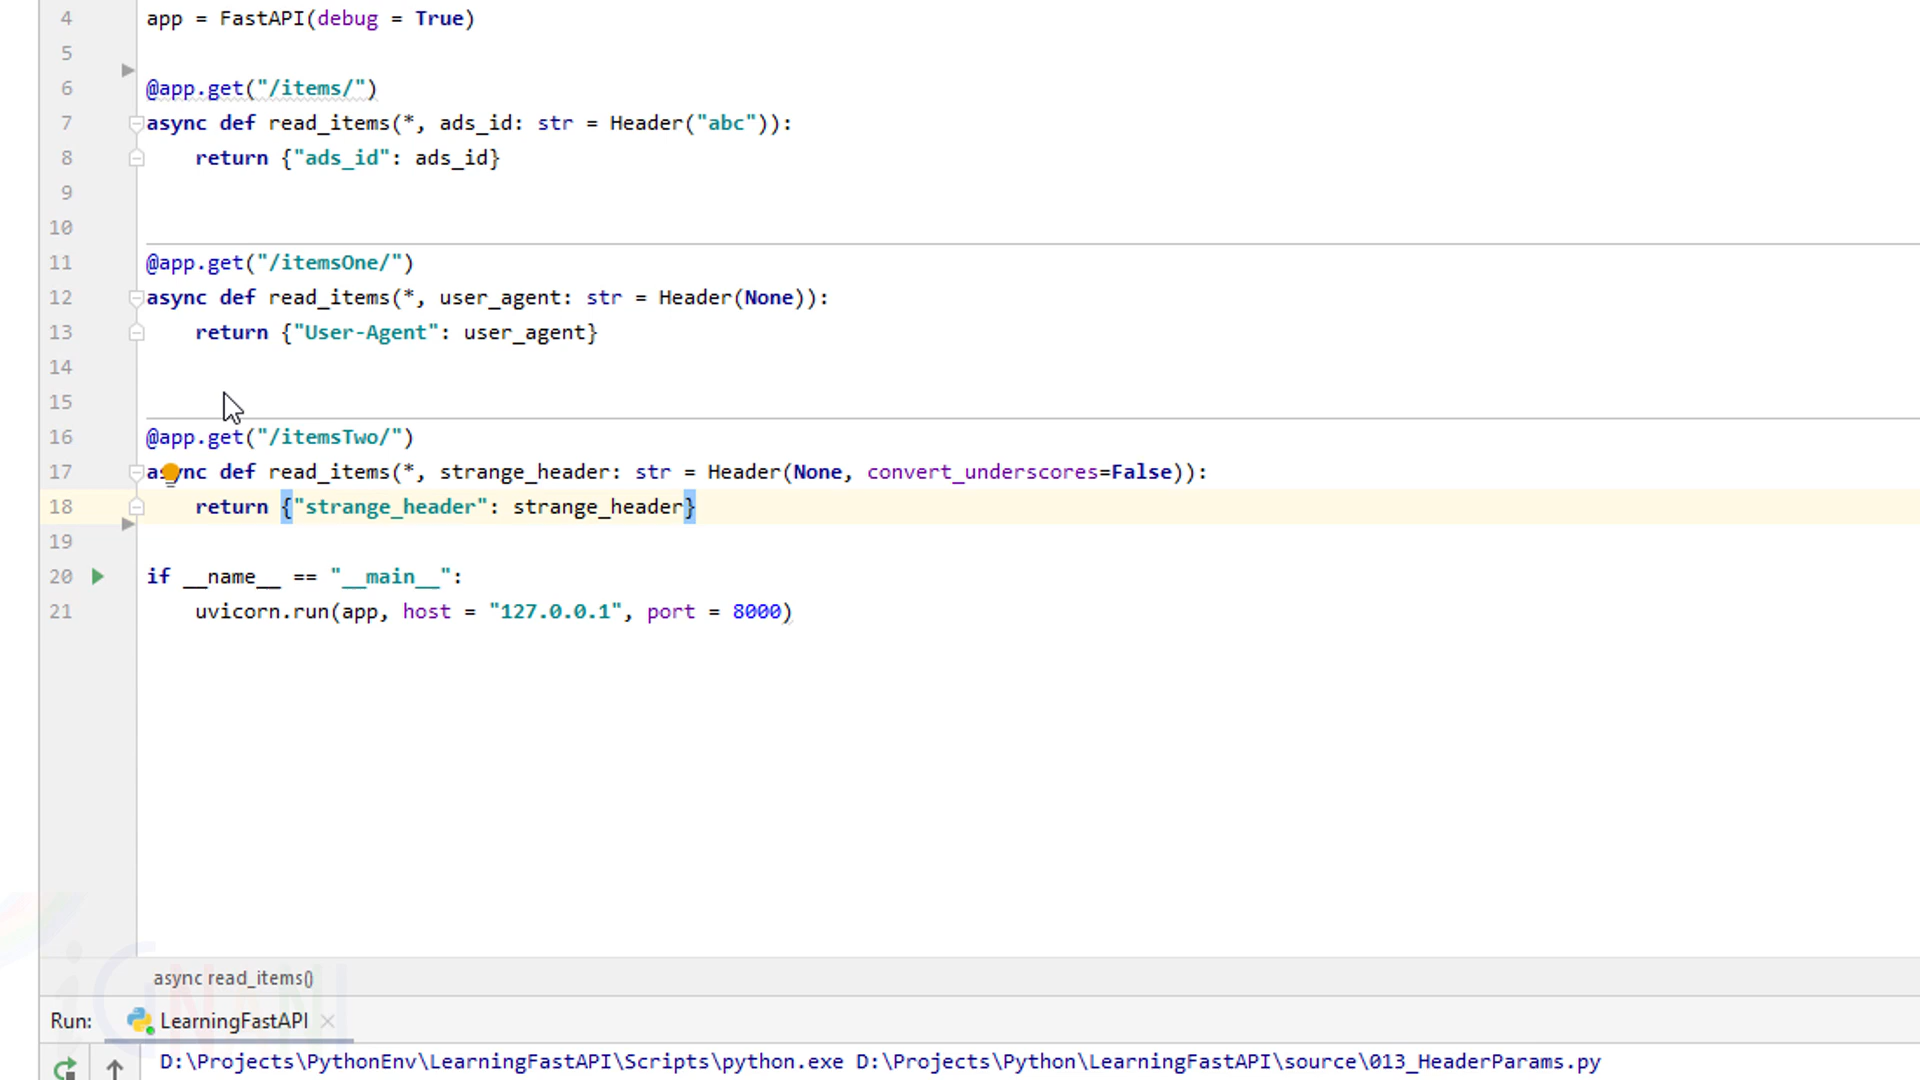 4 app = FastAPI(debug = True)
5
6 @app.get("/items/")
7 async def read_items(*, ads_id: str = Header("abc")):
8 return {"ads_id": ads_id}
9
10
11 @app.get("/itemsOne/")
12 async def read_items(*, user_agent: str = Header(None)):
13 return {"User-Agent": user_agent}
14
15
16 @app.get("/itemsTwo/")
17 async def read_items(*, strange_header: str = Header(None, convert_underscores=False)):
18 return {"strange_header": strange_header}
19
20 if __name__ == "__main__":
21 uvicorn.run(app, host = "127.0.0.1", port = 8000)
async read_items()
Run: LearningFastAPI
D:\Projects\PythonEnv\LearningFastAPI\Scripts\python.exe D:\Projects\Python\LearningFastAPI\source\013_HeaderParams.py